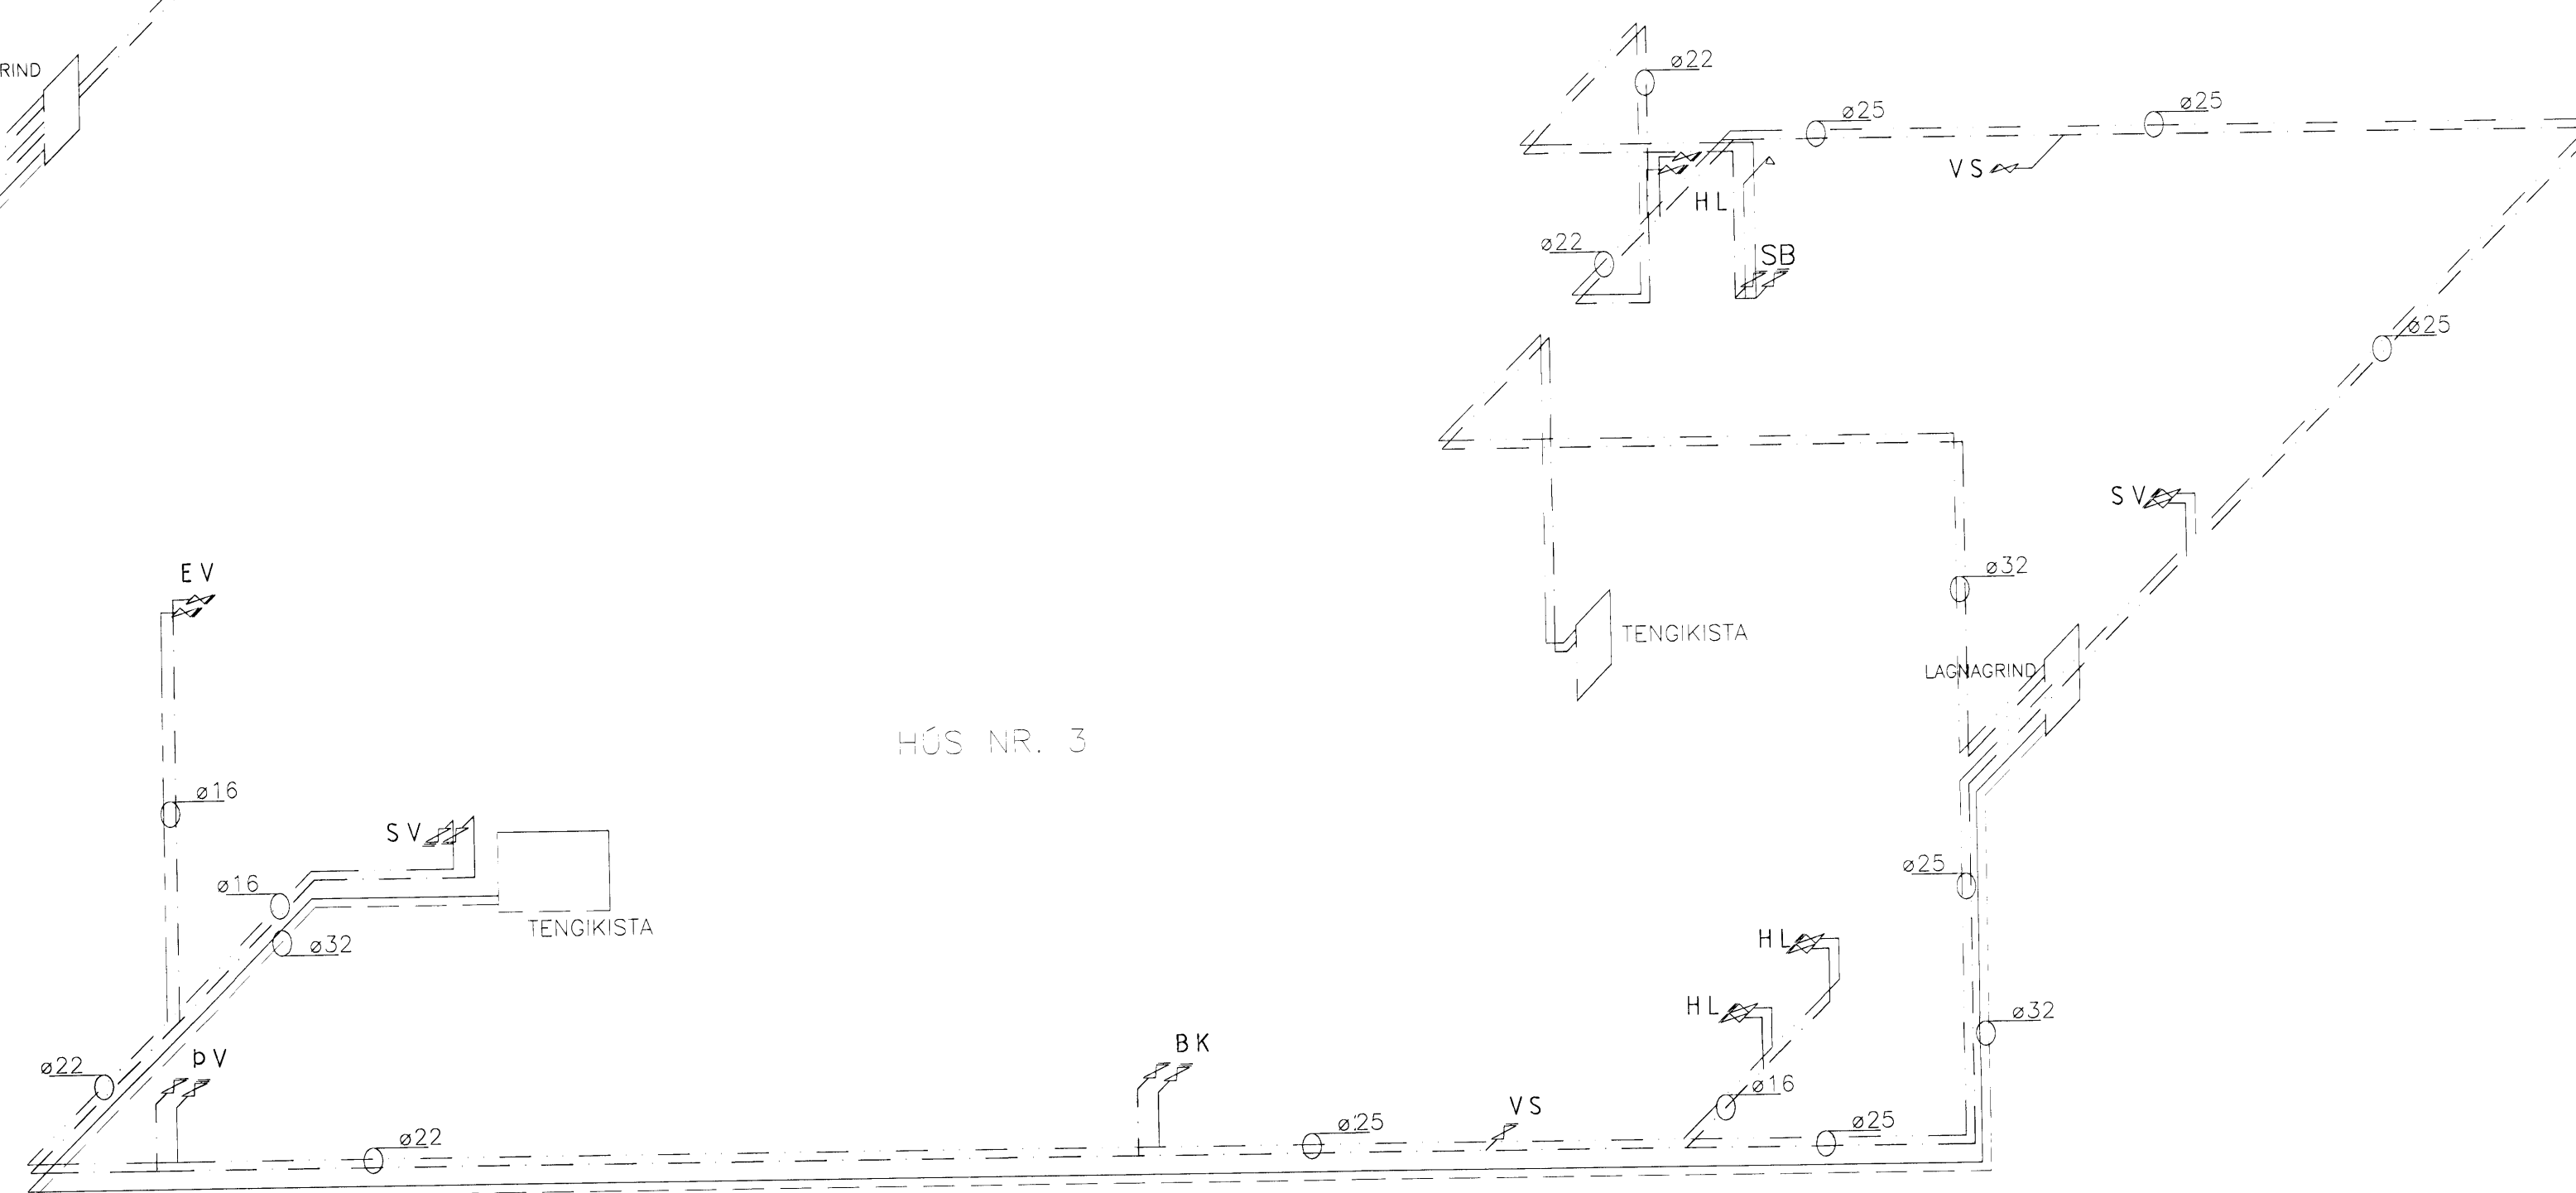 RIND
ø22
ø25
ø25
VS
HL
ø22
SB
ø25
SV
EV
ø32
TENGIKISTA
LAGNAGRIND
HÚS NR. 3
ø16
SV
ø25
ø16
TENGIKISTA
HL
ø32
HL
ø32
BK
þV
ø22
ø16
VS
ø25
ø25
ø22